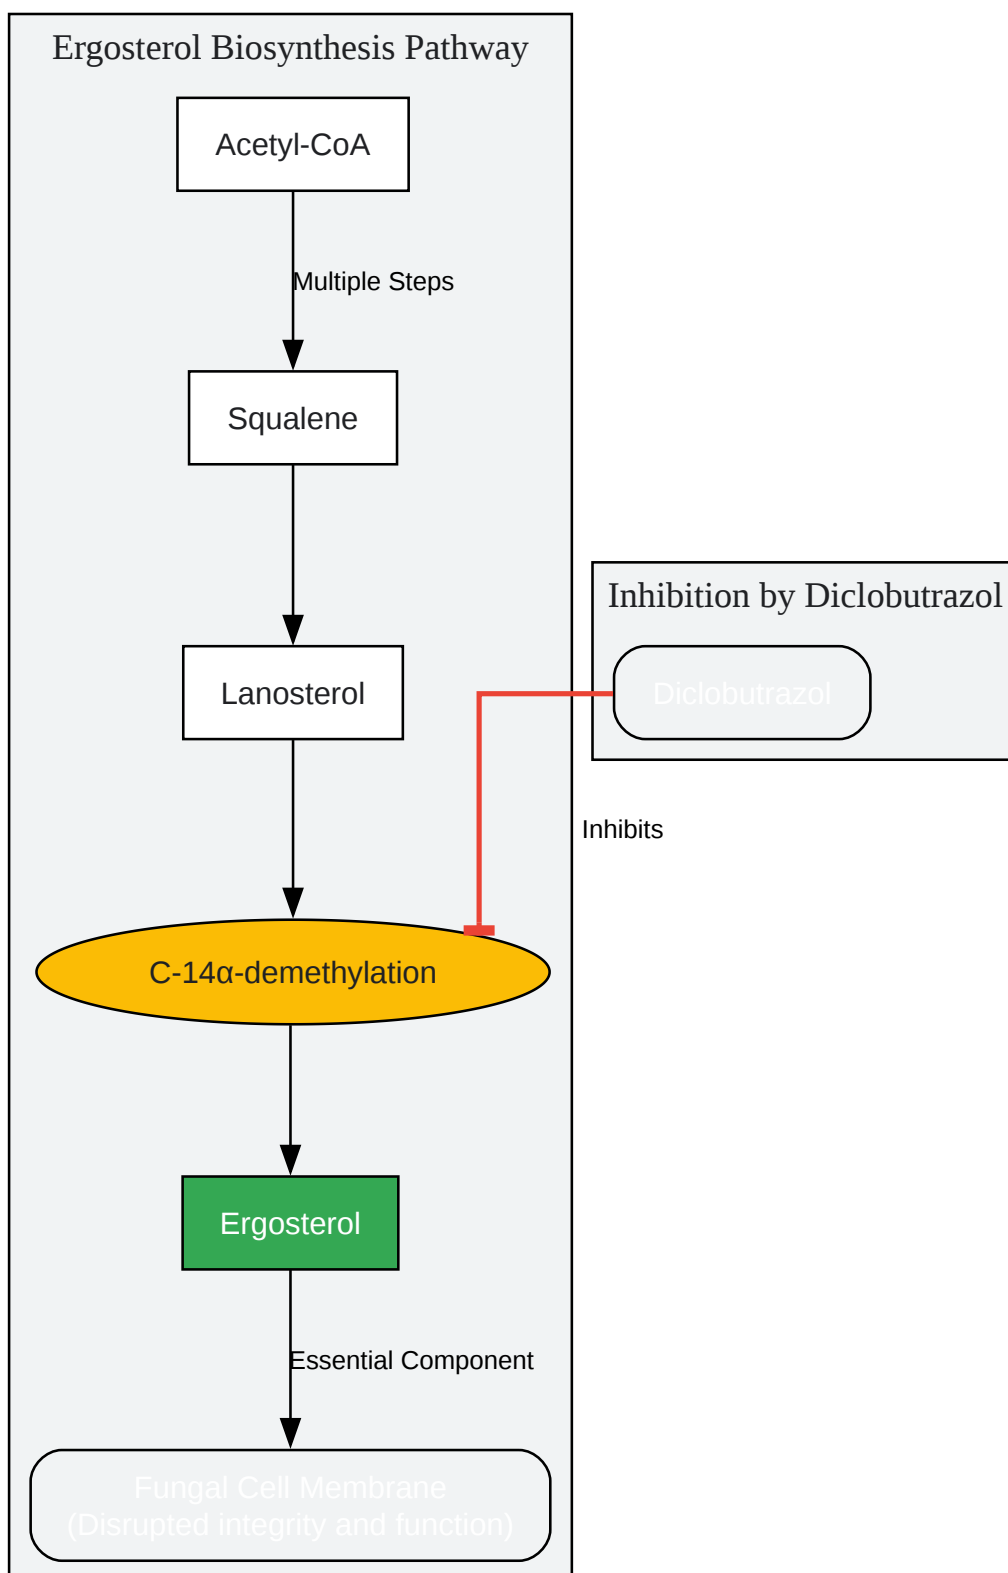 Ergosterol Biosynthesis Pathway
Acetyl-CoA
Multiple Steps
Squalene
Inhibition by Diclobutrazol
Lanosterol
Diclobutrazol
Inhibits
C-14α-demethylation
Ergosterol
Essential Component
Fungal Cell Membrane
(Disrupted integrity and function)